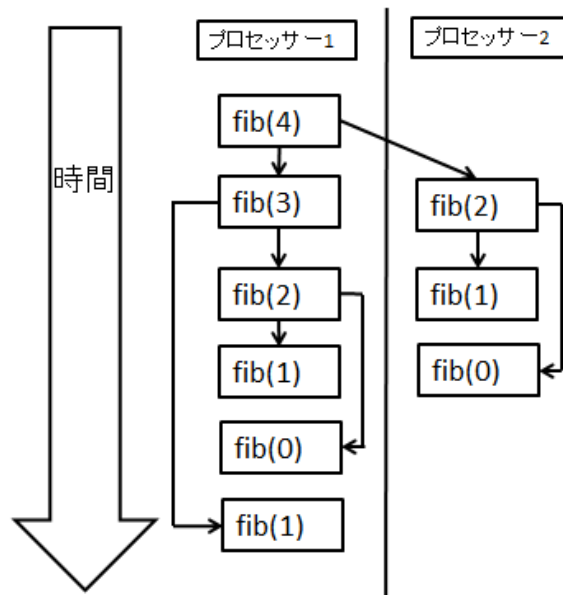 プロセッサー1
プロセッサー2
時間
fib(4)
fib(3)
fib(2)
fib(2)
fib(1)
fib(1)
fib(0)
fib(0)
fib(1)